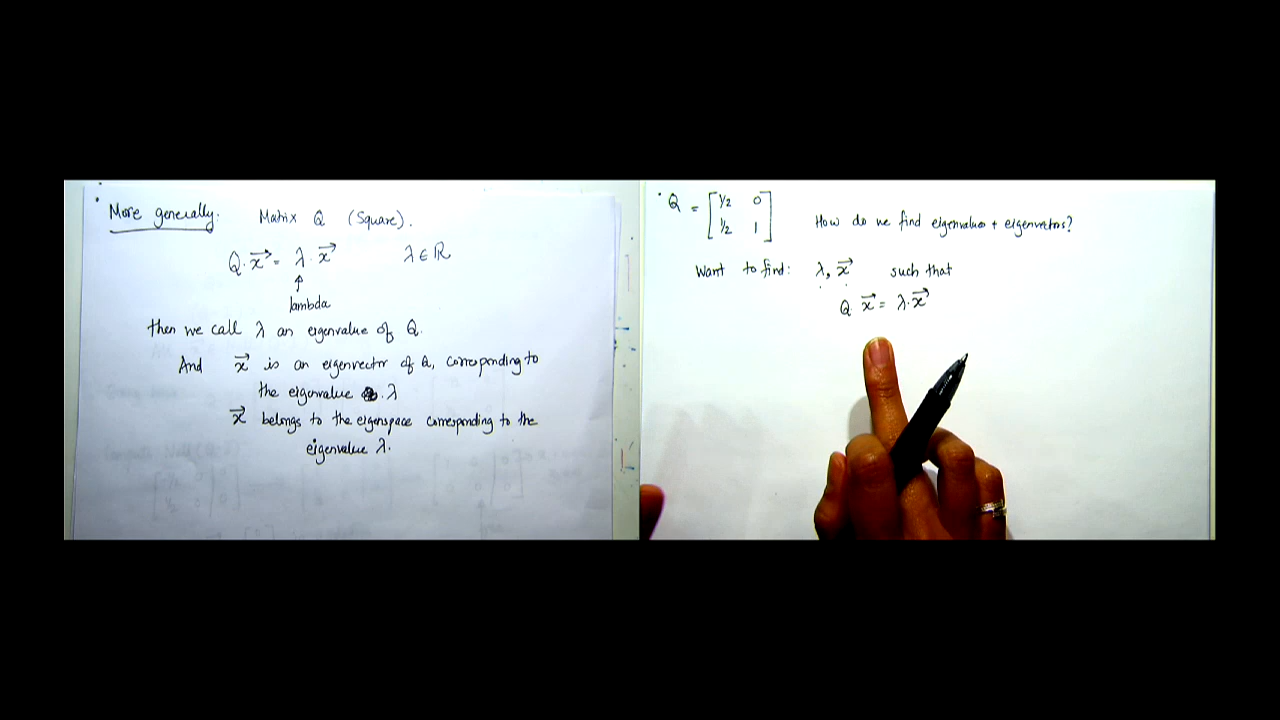 More generally: Matrix Q (Square).
Q·x⃗ = λ·x⃗ λ ∈ ℝ
↑
lambda
then we call λ an eigenvalue of Q.
And x⃗ is an eigenvector of Q, corresponding to
the eigenvalue λ
x⃗ belongs to the eigenspace corresponding to the
eigenvalue λ.
Q = [1/2 0
1/2 1]
How do we find eigenvalues + eigenvectors?
Want to find: λ, x⃗ such that
Q x⃗ = λ·x⃗